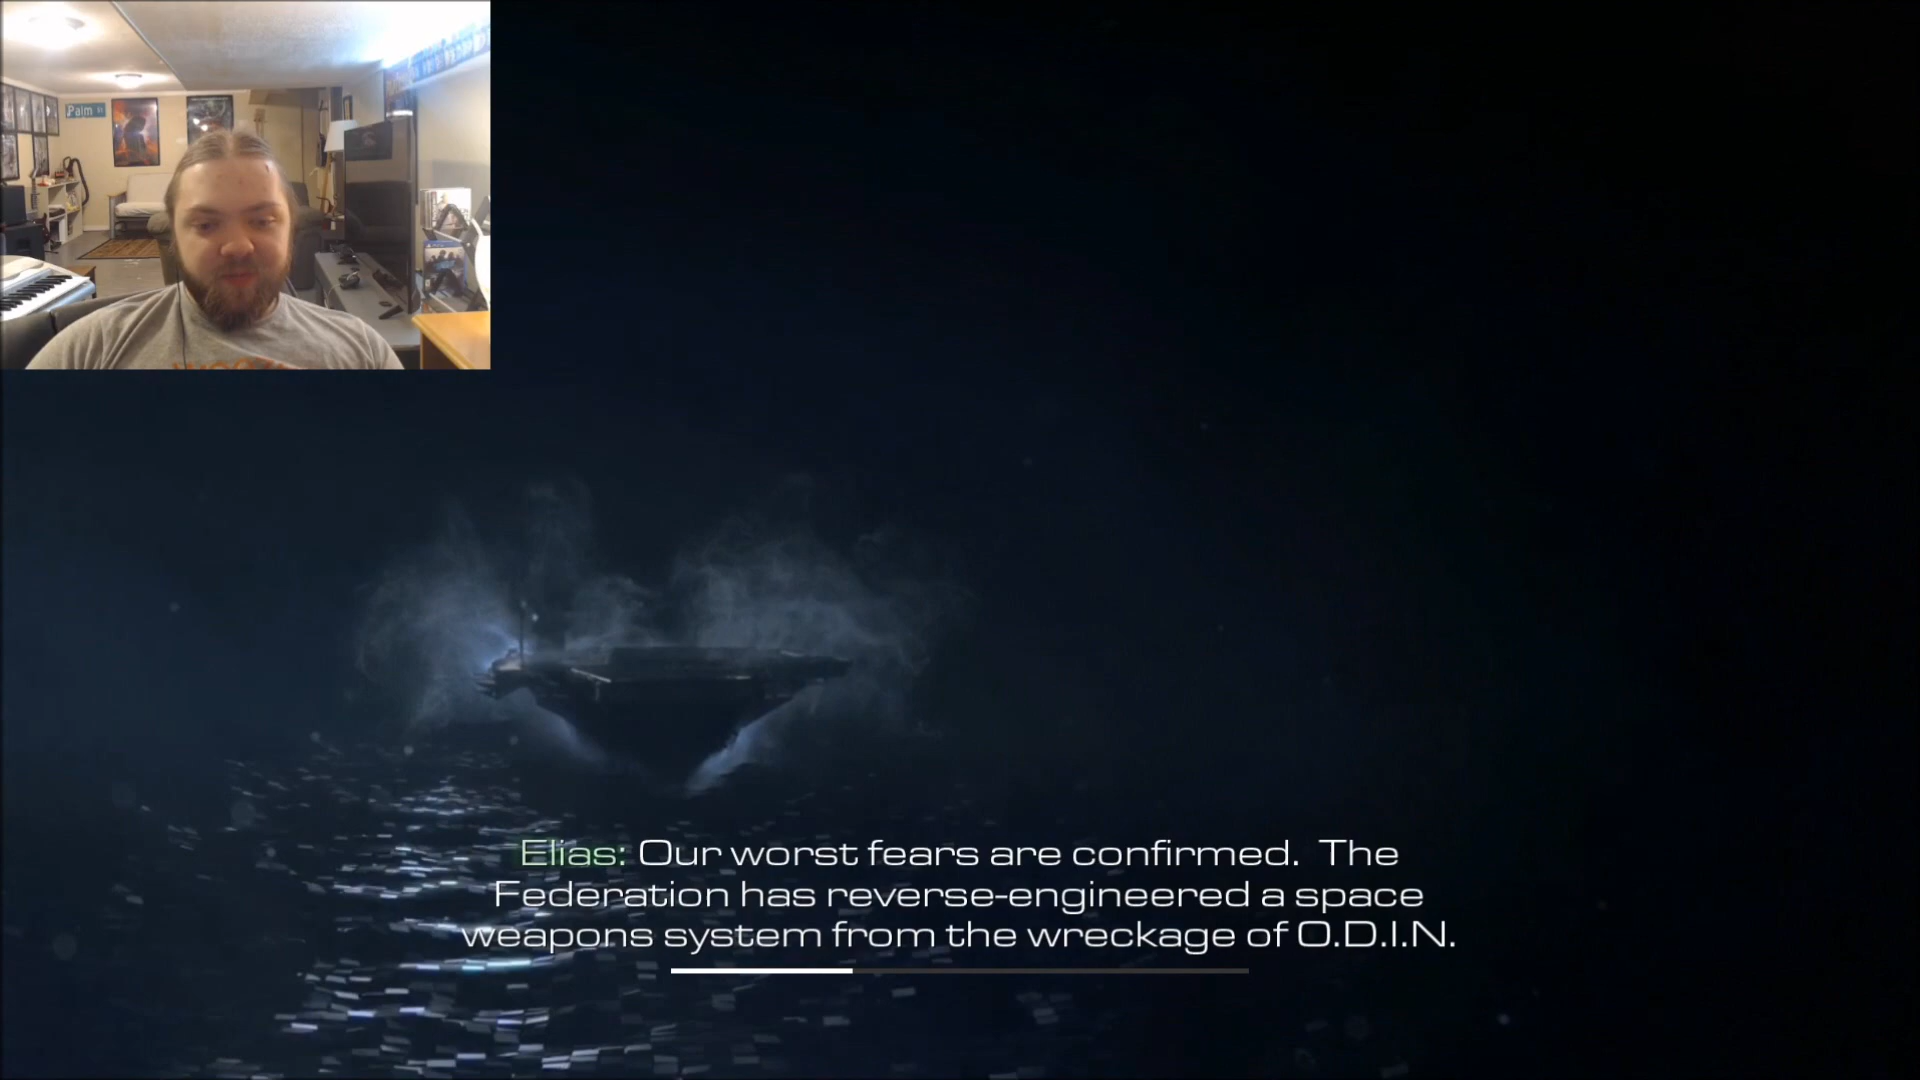 Palm
Elias: Our worst fears are confirmed.  The
Federation has reverse-engineered a space
weapons system from the wreckage of O.D.I.N.